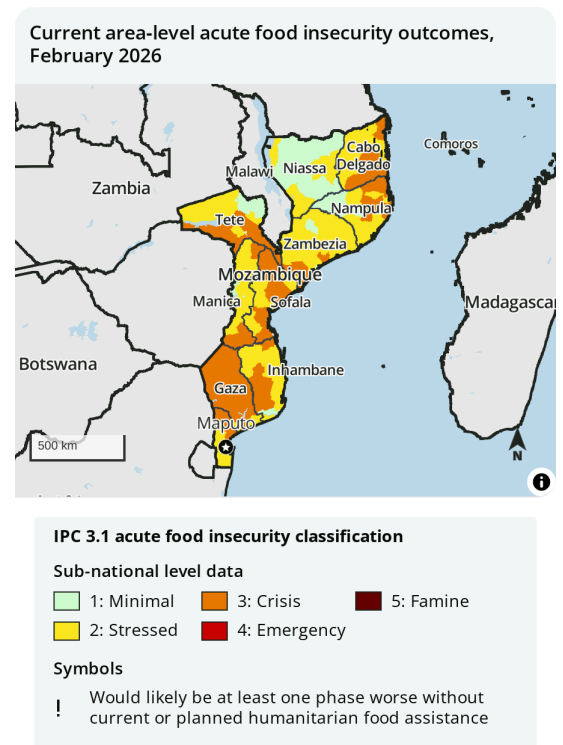 Current area-level acute food insecurity outcomes,
February 2026
Comoros
Cabo
Delgado
Niassa
Malawi
Zambia
Nampula
Tete
Zambezia
Mozambique
Manica
Sofala
Madagascar
Botswana
Inhambane
Gaza
Maputo
500 km
N
IPC 3.1 acute food insecurity classification
Sub-national level data
1: Minimal
3: Crisis
5: Famine
2: Stressed
4: Emergency
Symbols
! Would likely be at least one phase worse without
current or planned humanitarian food assistance